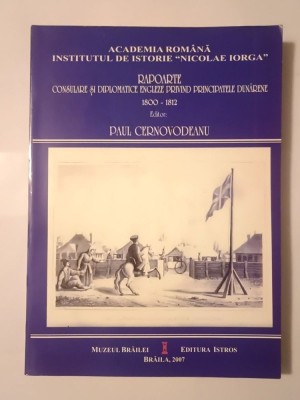 ACADEMIA ROMÂNĂ
INSTITUTUL DE ISTORIE "NICOLAE IORGA"
RAPOARTE
CONSULARE ŞI DIPLOMATICE ENGLEZE PRIVIND PRINCIPATELE DUNĂRENE
1800 - 1812
Editor:
PAUL CERNOVODEANU
MUZEUL BRĂILEI EDITURA ISTROS
BRĂILA, 2007